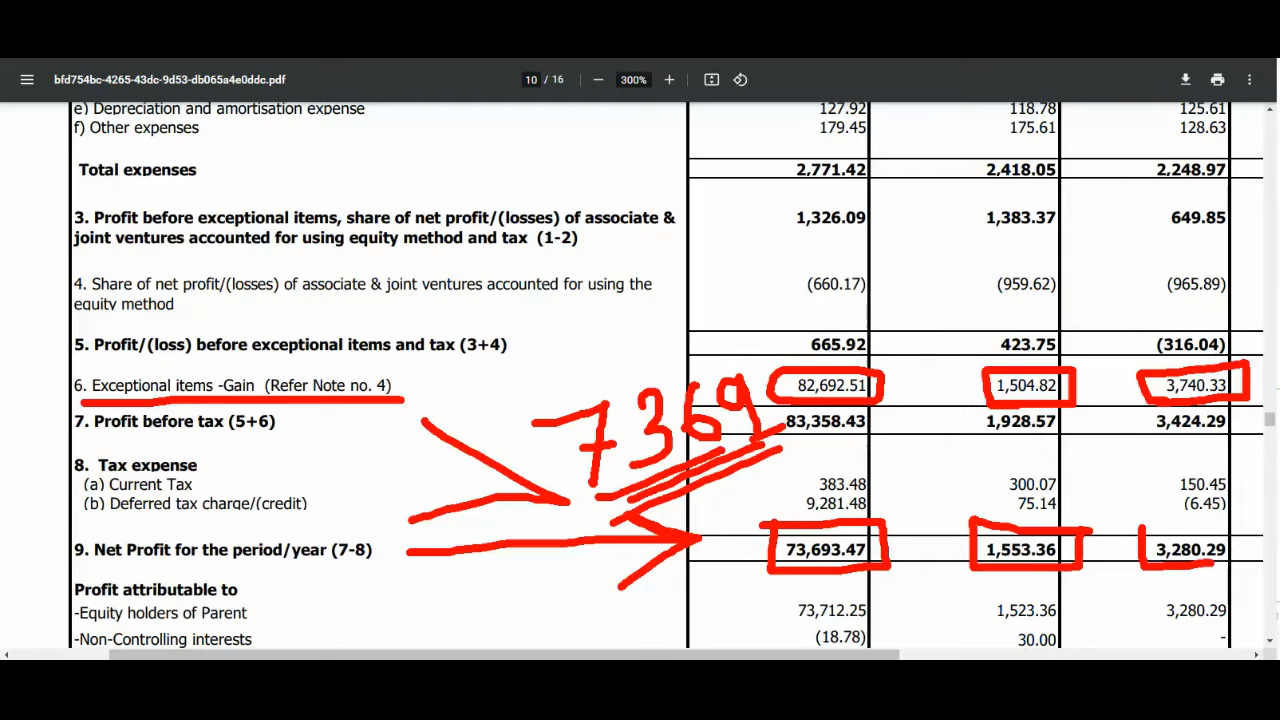 bfd754bc-4265-43dc-9d53-db065a4e0ddc.pdf 10 / 16 300%
e) Depreciation and amortisation expense 127.92 118.78 125.61
f) Other expenses 179.45 175.61 128.63
Total expenses 2,771.42 2,418.05 2,248.97
3. Profit before exceptional items, share of net profit/(losses) of associate & 1,326.09 1,383.37 649.85
joint ventures accounted for using equity method and tax (1-2)
4. Share of net profit/(losses) of associate & joint ventures accounted for using the (660.17) (959.62) (965.89)
equity method
5. Profit/(loss) before exceptional items and tax (3+4) 665.92 423.75 (316.04)
6. Exceptional items -Gain (Refer Note no. 4) 82,692.51 1,504.82 3,740.33
7369
7. Profit before tax (5+6) 83,358.43 1,928.57 3,424.29
8. Tax expense
(a) Current Tax 383.48 300.07 150.45
(b) Deferred tax charge/(credit) 9,281.48 75.14 (6.45)
9. Net Profit for the period/year (7-8) 73,693.47 1,553.36 3,280.29
Profit attributable to
-Equity holders of Parent 73,712.25 1,523.36 3,280.29
-Non-Controlling interests (18.78) 30.00 -